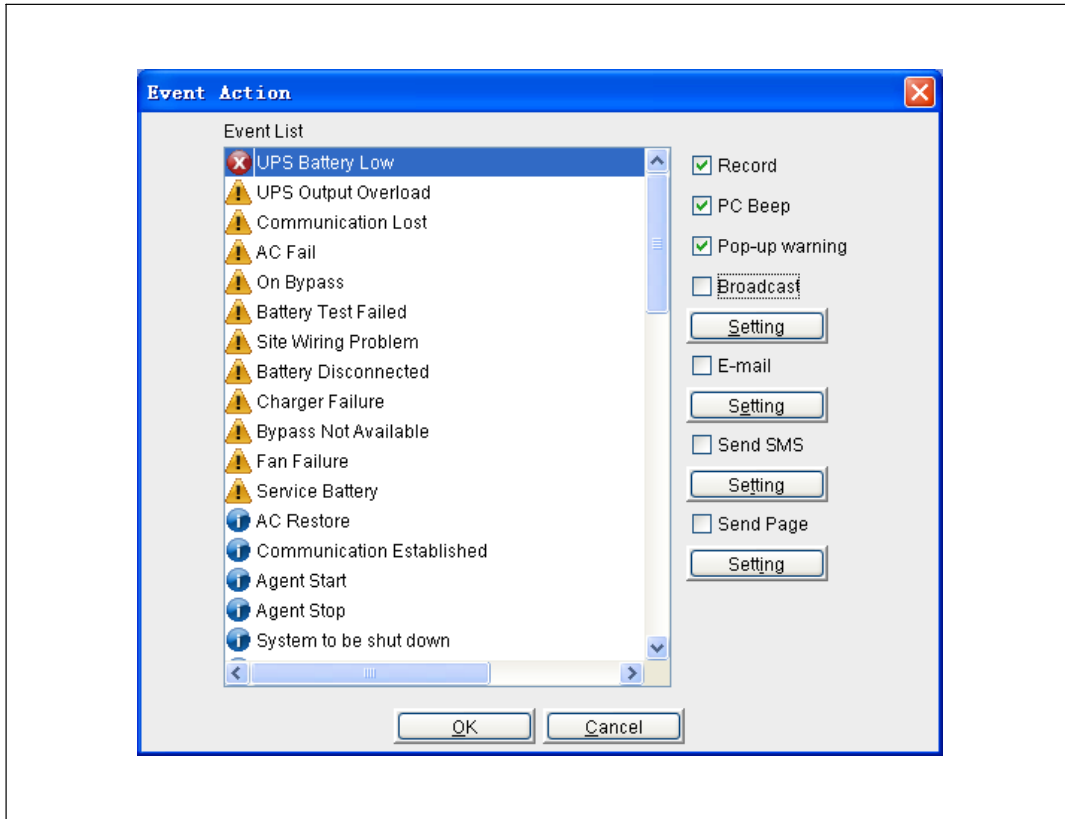 Event Action
Event List
UPS Battery Low
UPS Output Overload
Communication Lost
AC Fail
On Bypass
Battery Test Failed
Site Wiring Problem
Battery Disconnected
Charger Failure
Bypass Not Available
Fan Failure
Service Battery
AC Restore
Communication Established
Agent Start
Agent Stop
System to be shut down
Record
PC Beep
Pop-up warning
Broadcast
Setting
E-mail
Setting
Send SMS
Setting
Send Page
Setting
OK
Cancel